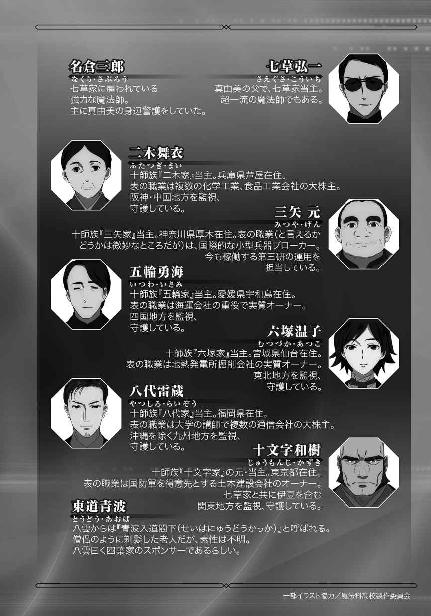 名倉三郎
なくら・さぶろう
七草家に雇われている
強力な魔法師。
主に真由美の身辺警護をしていた。
七草弘一
さえぐさ・こういち
真由美の父で、七草家当主。
超一流の魔法師でもある。
二木舞衣
ふたつぎ・まい
十師族『二木家』当主。兵庫県芦屋在住。
表の職業は複数の化学工業、食品工業会社の大株主。
阪神・中国地方を監視、
守護している。
三矢 元
みつや・げん
十師族『三矢家』当主。神奈川県厚木在住。表の職業(と言えるか
どうかは微妙なところだが)は、国際的な小型兵器ブローカー。
今も稼働する第三研の運用を
担当している。
五輪勇海
いつわ・いさみ
十師族『五輪家』当主。愛媛県宇和島在住。
表の職業は海運会社の重役で実質オーナー。
四国地方を監視、
守護している。
六塚温子
むつづか・あつこ
十師族『六塚家』当主。宮城県仙台在住。
表の職業は地熱発電所掘削会社の実質オーナー。
東北地方を監視、
守護している。
八代雷蔵
やつしろ・らいぞう
十師族『八代家』当主。福岡県在住。
表の職業は大学の講師で複数の通信会社の大株主。
沖縄を除く九州地方を監視、
守護している。
十文字和樹
じゅうもんじ・かずき
十師族『十文字家』の元・当主。東京都在住。
表の職業は国防軍を得意先とする土木建設会社のオーナー。
七草家と共に伊豆を含む
関東地方を監視、守護している。
東道青波
とうどう・あおば
八雲からは『青波入道閣下(せいはにゅうどうかっか)』と呼ばれる。
僧侶のように剃髪した老人だが、素性は不明。
八雲曰く四葉家のスポンサーであるらしい。